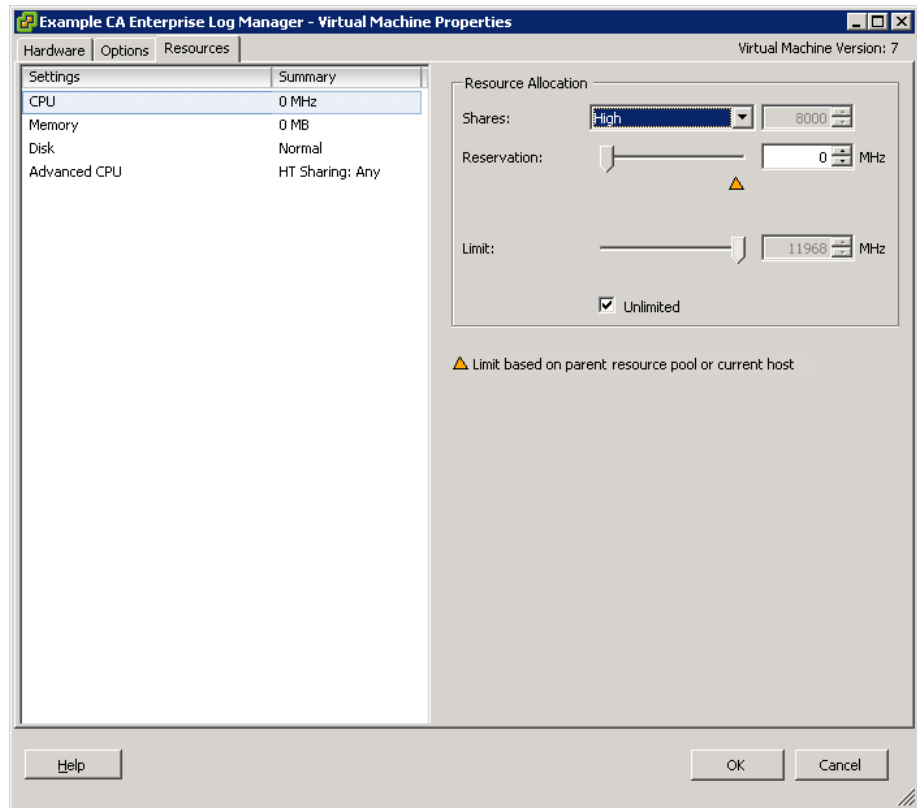 Example CA Enterprise Log Manager - Virtual Machine Properties
Hardware Options Resources Virtual Machine Version: 7
Settings Summary
CPU 0 MHz
Memory 0 MB
Disk Normal
Advanced CPU HT Sharing: Any
Resource Allocation
Shares: High 8000
Reservation: 0 MHz
Limit: 11968 MHz
Unlimited
Limit based on parent resource pool or current host
Help OK Cancel